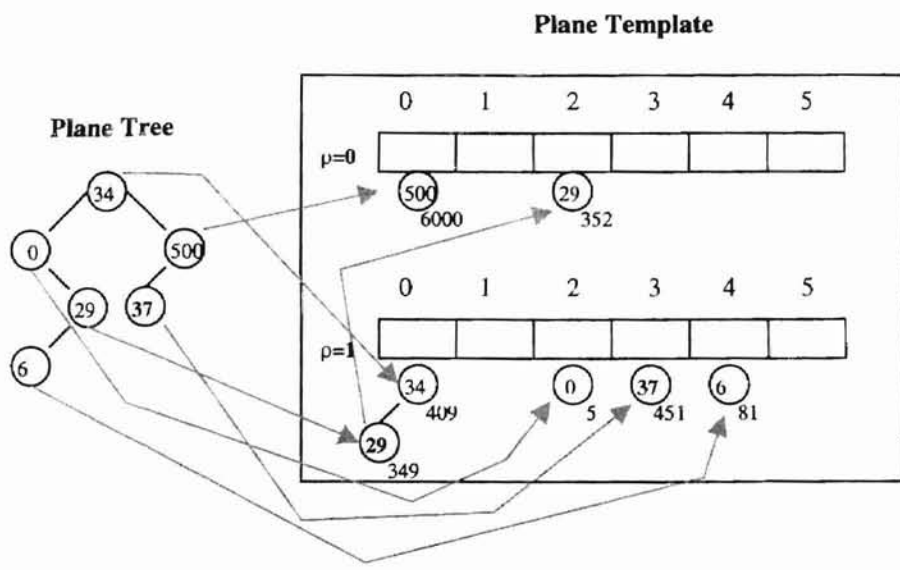 Plane Template
Plane Tree
0 1 2 3 4 5
ρ=0
500 29
6000 352
34
0 500
29 37
6
0 1 2 3 4 5
ρ=1
34 0 37 6
409 5 451 81
29
349